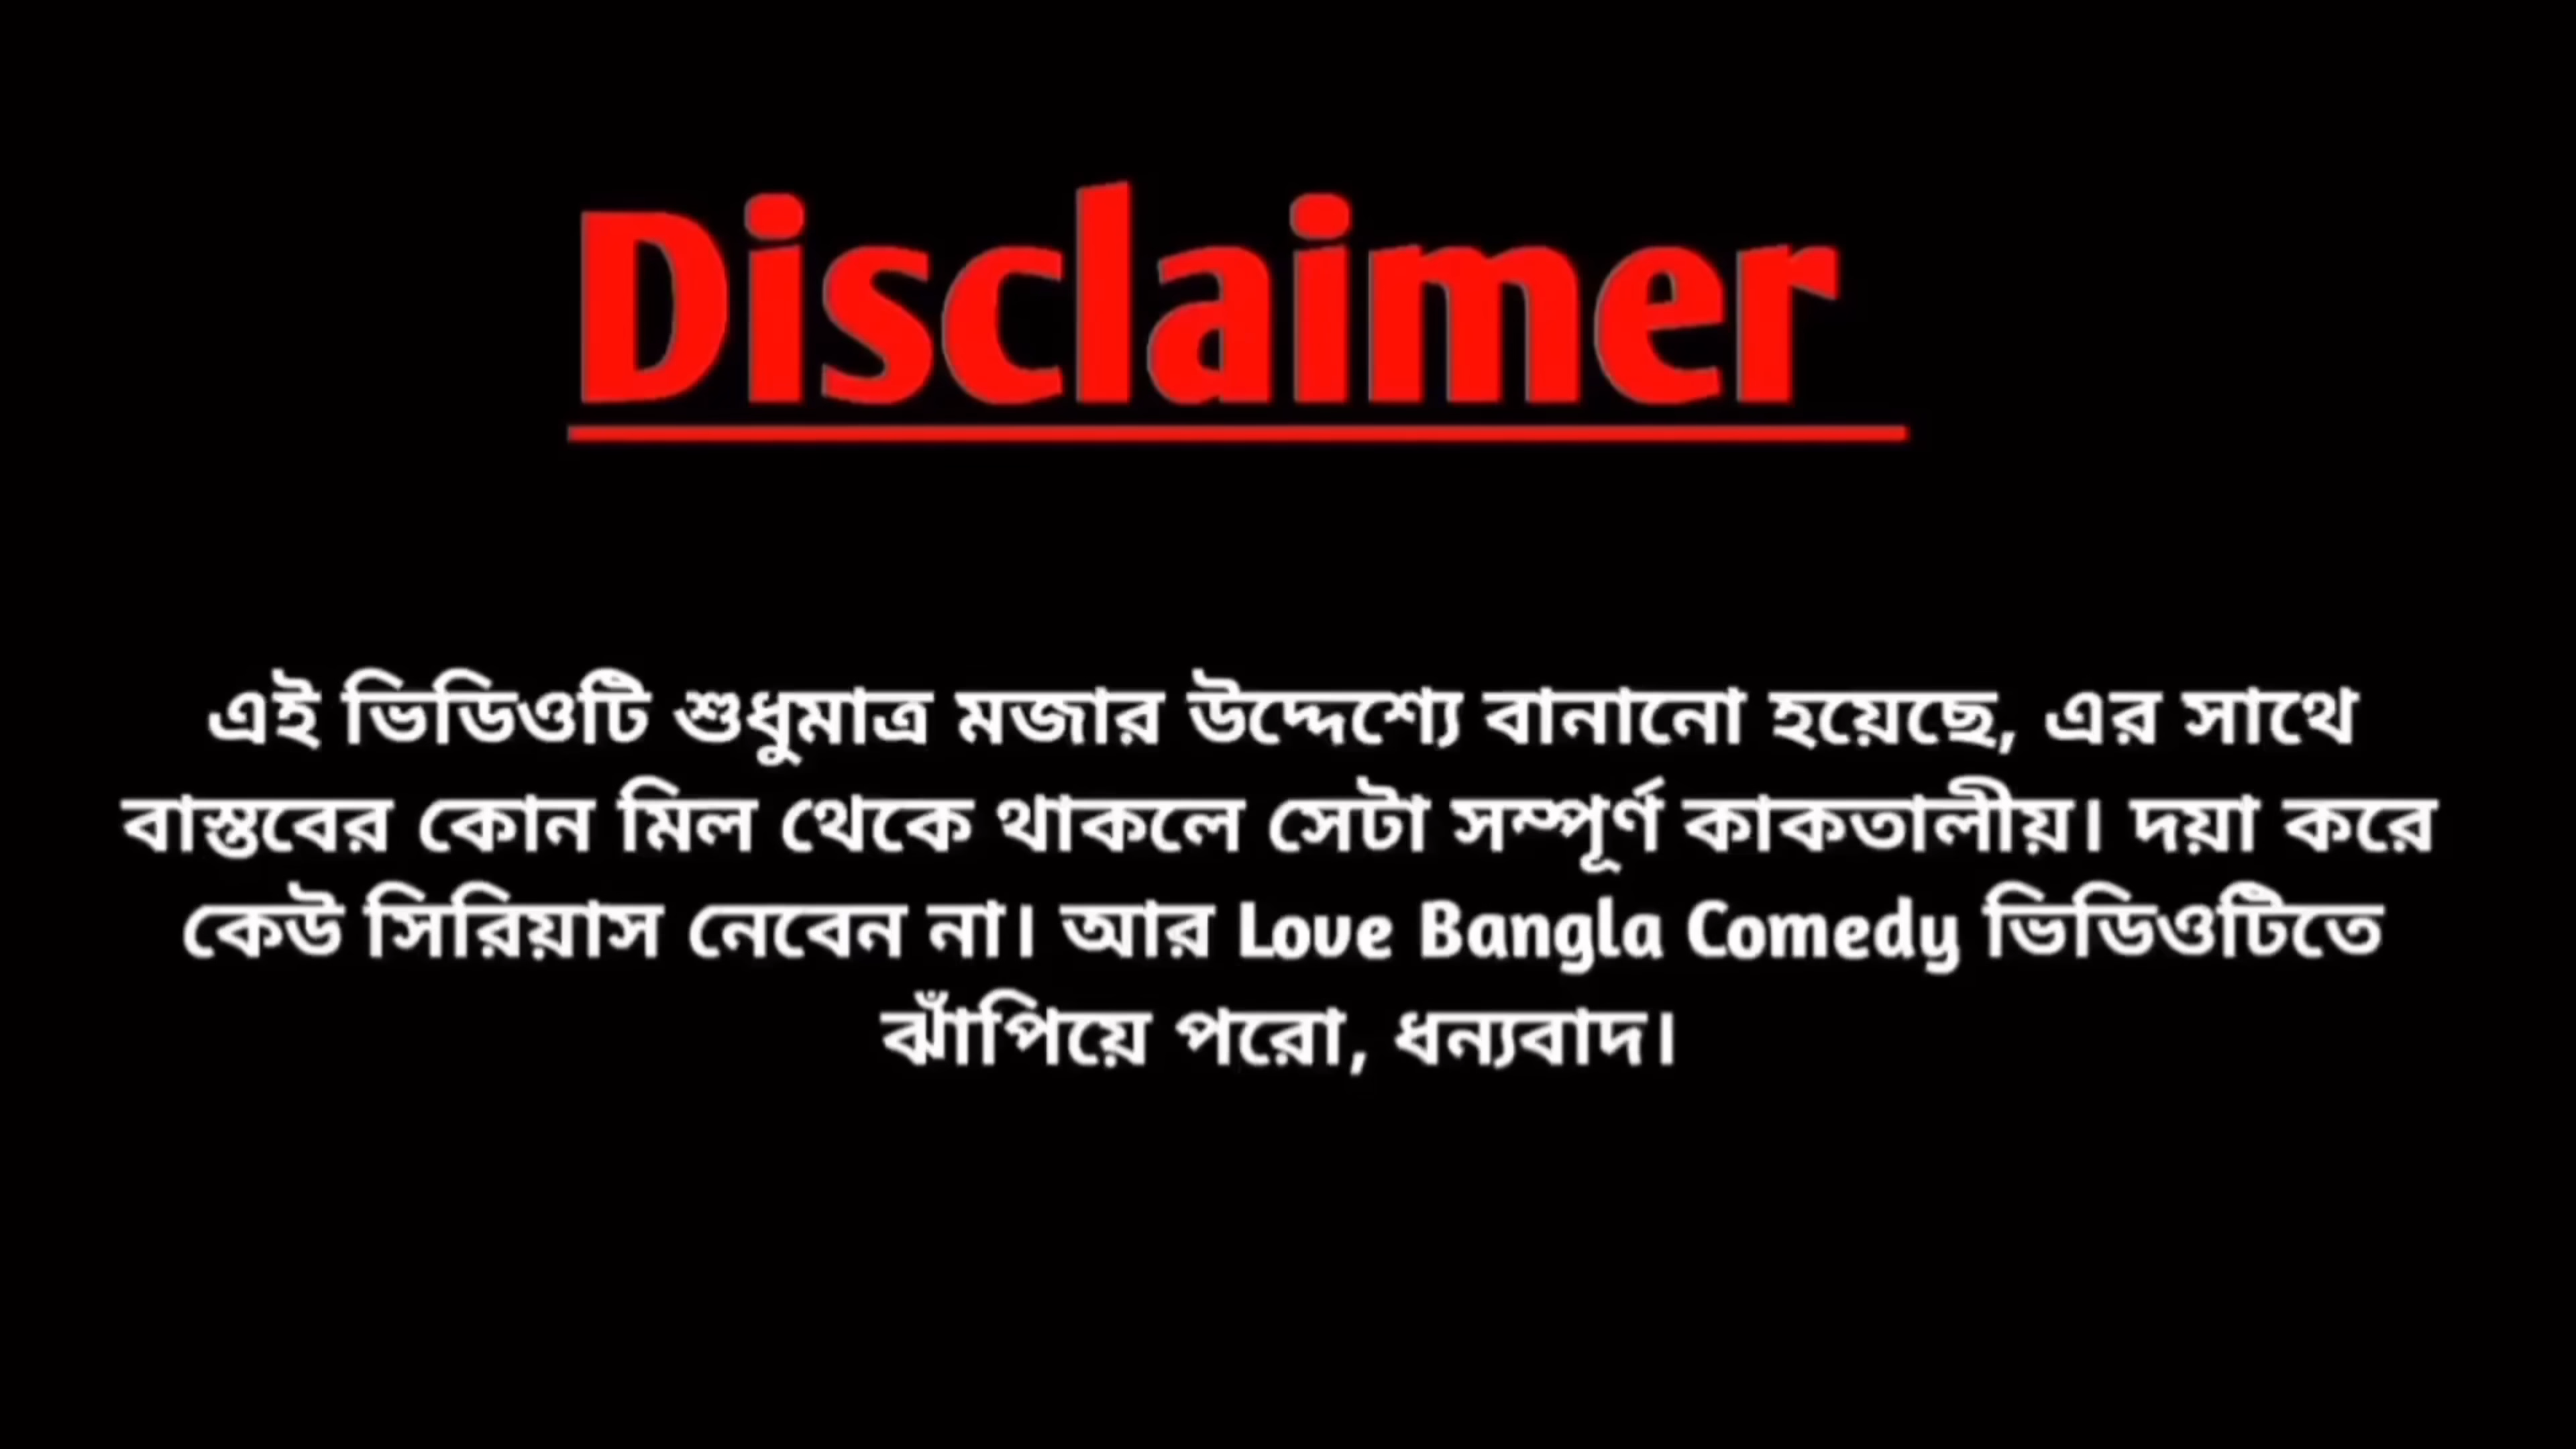 Disclaimer
এই ভিডিওটি শুধুমাত্র মজার উদ্দেশ্যে বানানো হয়েছে, এর সাথে
বাস্তবের কোন মিল থেকে থাকলে সেটা সম্পূর্ণ কাকতালীয়। দয়া করে
কেউ সিরিয়াস নেবেন না। আর Love Bangla Comedy ভিডিওটিতে
ঝাঁপিয়ে পরো, ধন্যবাদ।